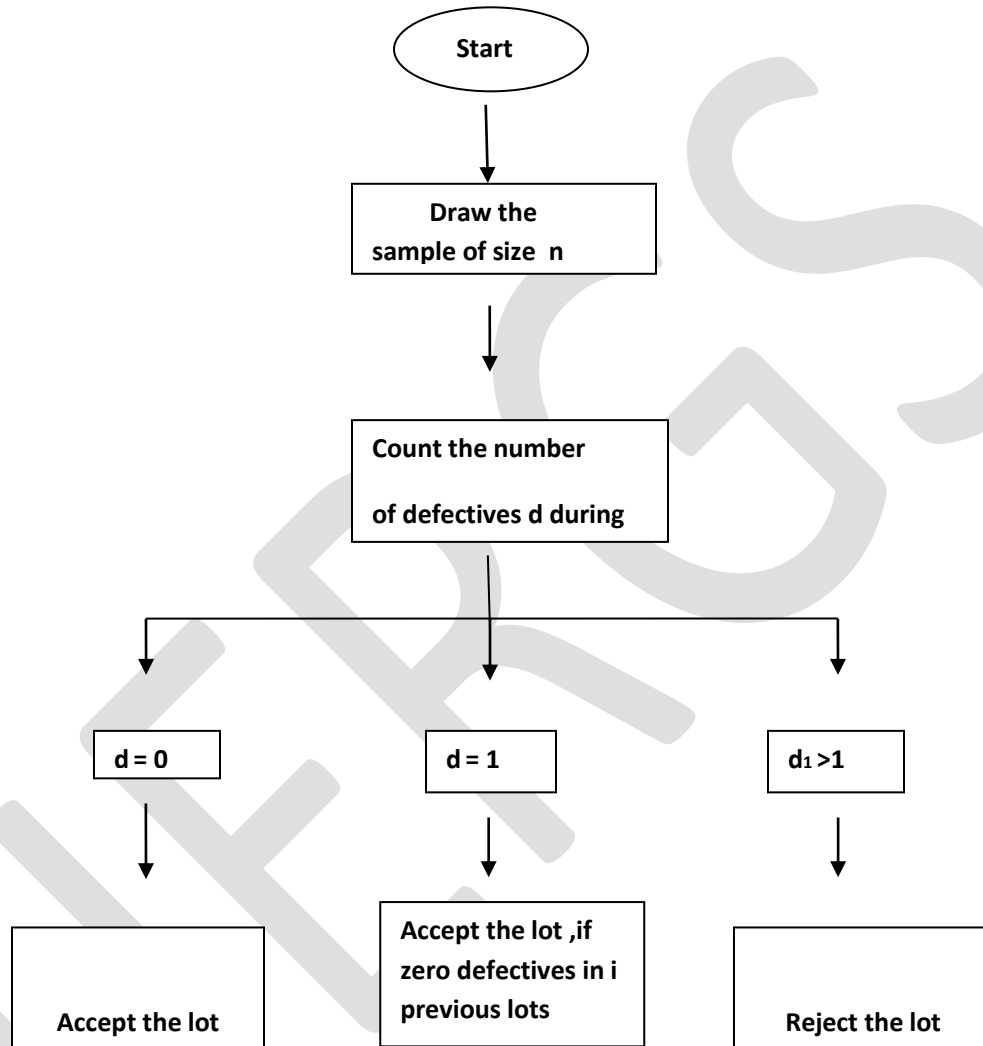 Start
Draw the
sample of size n
Count the number
of defectives d during
d = 0
d = 1
d₁ >1
Accept the lot ,if
zero defectives in i
previous lots
Accept the lot
Reject the lot